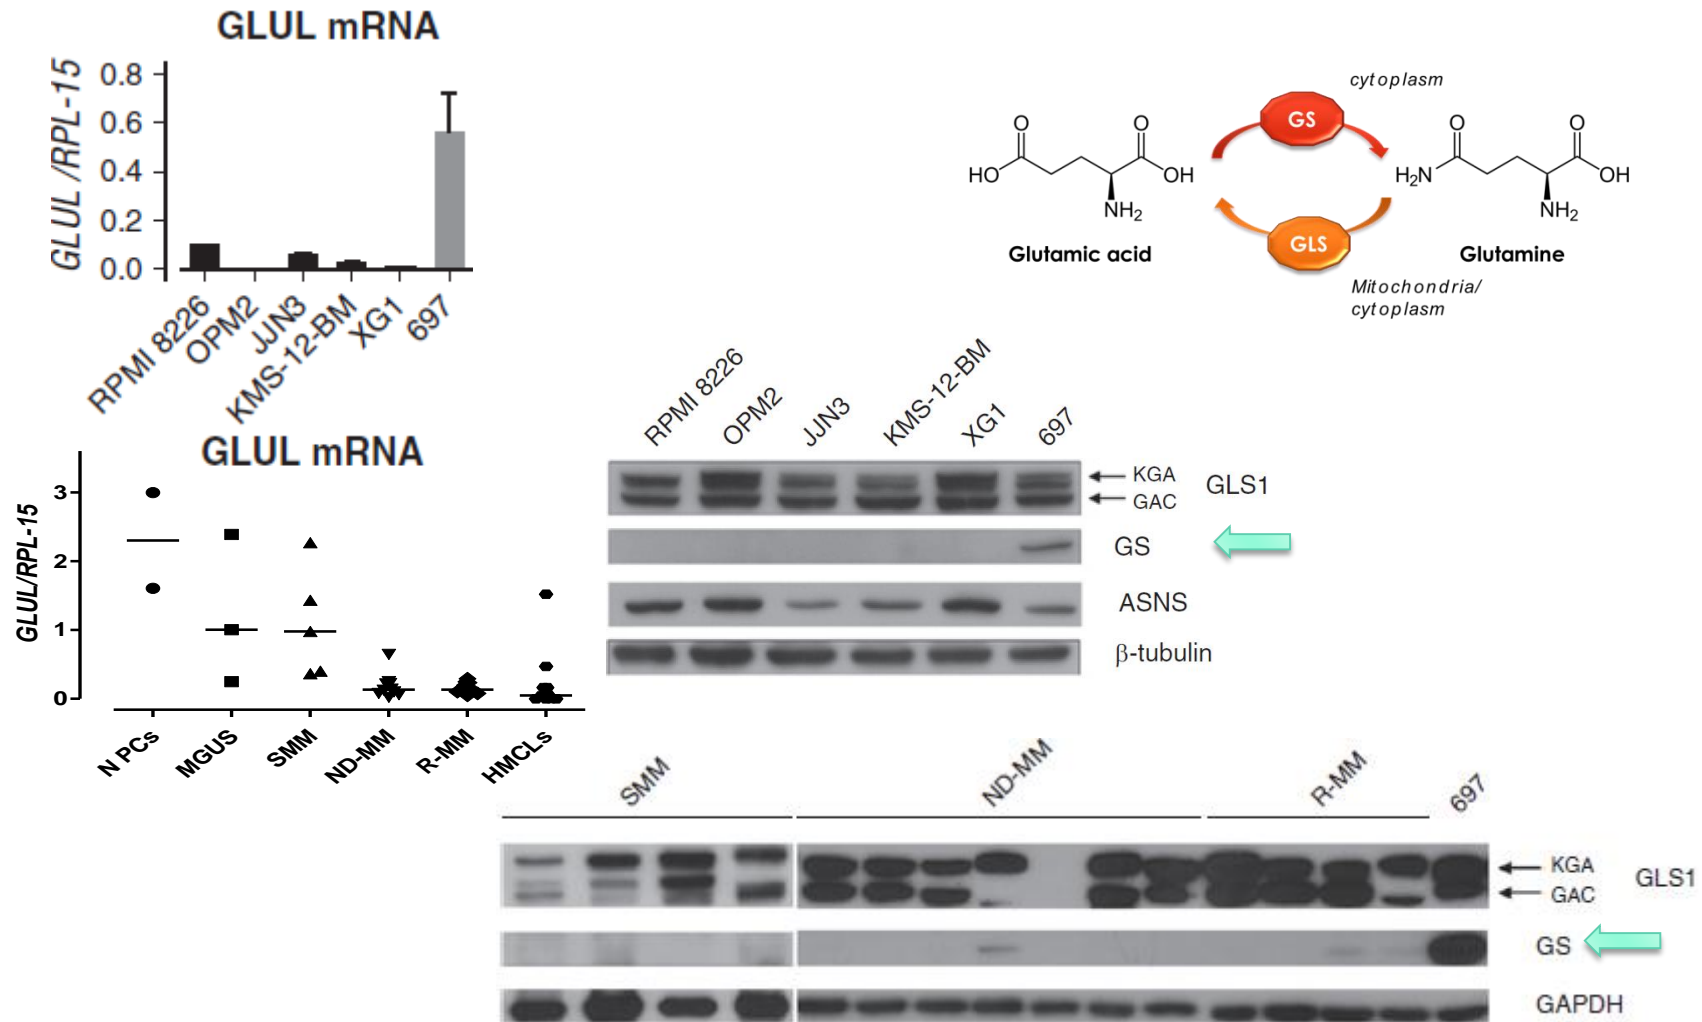 GLUL mRNA
GLUL /RPL-15
0.8
0.6
0.4
0.2
0.0
RPMI 8226
OPM2
JJN3
KMS-12-BM
XG1
697
cytoplasm
GS
O
O
HO
OH
NH2
Glutamic acid
O
O
H2N
OH
NH2
Glutamine
GLS
Mitochondria/
cytoplasm
GLUL mRNA
GLUL/RPL-15
3
2
1
0
N PCs
MGUS
SMM
ND-MM
R-MM
HMCLs
RPMI 8226
OPM2
JJN3
KMS-12-BM
XG1
697
KGA
GAC
GLS1
GS
ASNS
β-tubulin
SMM
ND-MM
R-MM
697
KGA
GAC
GLS1
GS
GAPDH